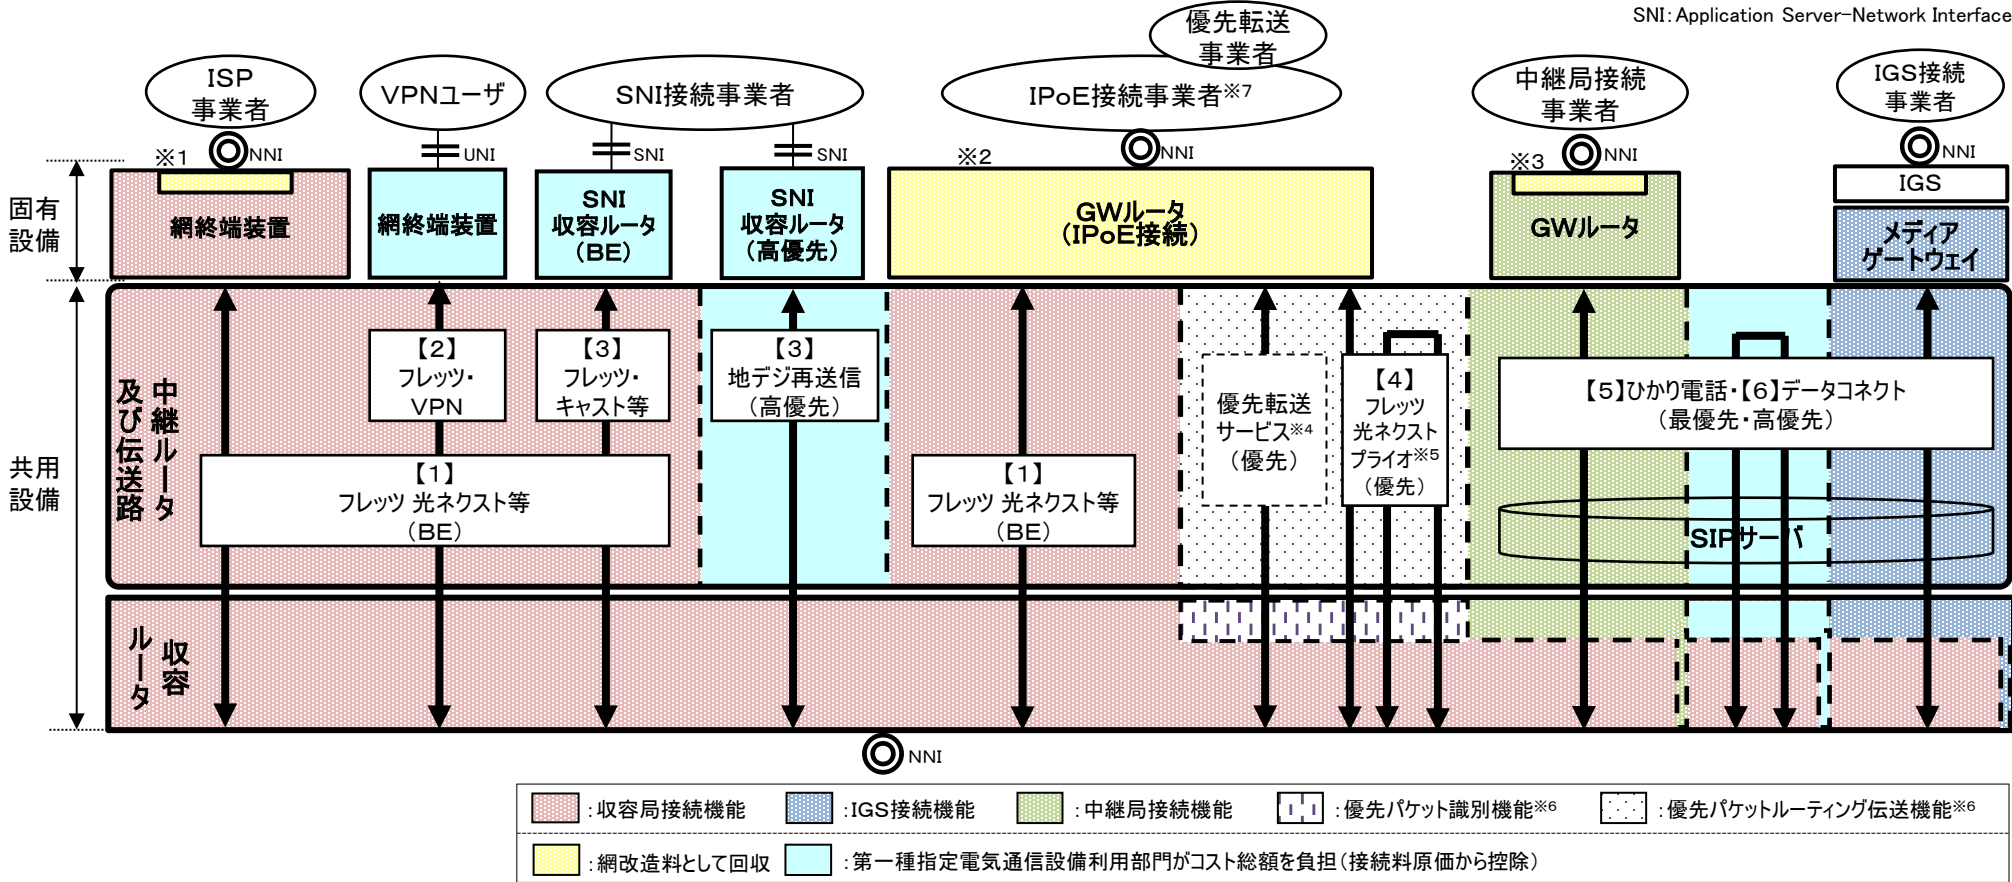 SNI:Application Server-Network Interface
優先転送
事業者
ISP
事業者
VPNユーザ
SNI接続事業者
IPoE接続事業者※7
中継局接続
事業者
IGS接続
事業者
※1
NNI
UNI
SNI
SNI
※2
NNI
※3
NNI
NNI
固有
設備
網終端装置
網終端装置
SNI
収容ルータ
(BE)
SNI
収容ルータ
(高優先)
GWルータ
(IPoE接続)
GWルータ
IGS
メディア
ゲートウェイ
共用
設備
中継ルータ
及び伝送路
【2】
フレッツ・
VPN
【3】
フレッツ・
キャスト等
【3】
地デジ再送信
(高優先)
【1】
フレッツ 光ネクスト等
(BE)
【1】
フレッツ 光ネクスト等
(BE)
優先転送
サービス※4
(優先)
【4】
フレッツ
光ネクスト
プライオ※5
(優先)
【5】ひかり電話・【6】データコネクト
(最優先・高優先)
SIPサーバ
収容
ルータ
NNI
:収容局接続機能
:IGS接続機能
:中継局接続機能
:優先パケット識別機能※6
:優先パケットルーティング伝送機能※6
:網改造料として回収
:第一種指定電気通信設備利用部門がコスト総額を負担(接続料原価から控除)